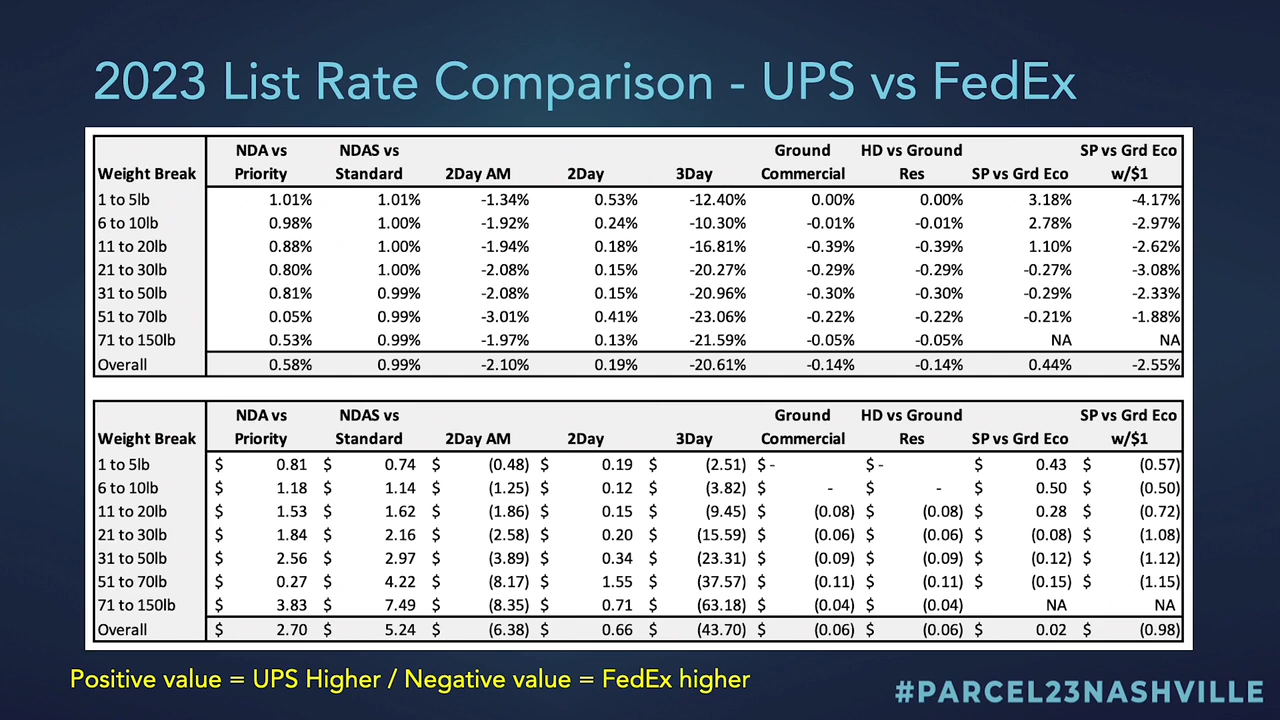 2023 List Rate Comparison - UPS vs FedEx
NDA vs NDAS vs Ground HD vs Ground SP vs Grd Eco
Weight Break Priority Standard 2Day AM 2Day 3Day Commercial Res SP vs Grd Eco w/$1
1 to 5lb 1.01% 1.01% -1.34% 0.53% -12.40% 0.00% 0.00% 3.18% -4.17%
6 to 10lb 0.98% 1.00% -1.92% 0.24% -10.30% -0.01% -0.01% 2.78% -2.97%
11 to 20lb 0.88% 1.00% -1.94% 0.18% -16.81% -0.39% -0.39% 1.10% -2.62%
21 to 30lb 0.80% 1.00% -2.08% 0.15% -20.27% -0.29% -0.29% -0.27% -3.08%
31 to 50lb 0.81% 0.99% -2.08% 0.15% -20.96% -0.30% -0.30% -0.29% -2.33%
51 to 70lb 0.05% 0.99% -3.01% 0.41% -23.06% -0.22% -0.22% -0.21% -1.88%
71 to 150lb 0.53% 0.99% -1.97% 0.13% -21.59% -0.05% -0.05% NA NA
Overall 0.58% 0.99% -2.10% 0.19% -20.61% -0.14% -0.14% 0.44% -2.55%
NDA vs NDAS vs Ground HD vs Ground SP vs Grd Eco
Weight Break Priority Standard 2Day AM 2Day 3Day Commercial Res SP vs Grd Eco w/$1
1 to 5lb $ 0.81 $ 0.74 $ (0.48) $ 0.19 $ (2.51) $ - $ - $ 0.43 $ (0.57)
6 to 10lb $ 1.18 $ 1.14 $ (1.25) $ 0.12 $ (3.82) $ - $ - $ 0.50 $ (0.50)
11 to 20lb $ 1.53 $ 1.62 $ (1.86) $ 0.15 $ (9.45) $ (0.08) $ (0.08) $ 0.28 $ (0.72)
21 to 30lb $ 1.84 $ 2.16 $ (2.58) $ 0.20 $ (15.59) $ (0.06) $ (0.06) $ (0.08) $ (1.08)
31 to 50lb $ 2.56 $ 2.97 $ (3.89) $ 0.34 $ (23.31) $ (0.09) $ (0.09) $ (0.12) $ (1.12)
51 to 70lb $ 0.27 $ 4.22 $ (8.17) $ 1.55 $ (37.57) $ (0.11) $ (0.11) $ (0.15) $ (1.15)
71 to 150lb $ 3.83 $ 7.49 $ (8.35) $ 0.71 $ (63.18) $ (0.04) $ (0.04) NA NA
Overall $ 2.70 $ 5.24 $ (6.38) $ 0.66 $ (43.70) $ (0.06) $ (0.06) $ 0.02 $ (0.98)
Positive value = UPS Higher / Negative value = FedEx higher
#PARCEL23NASHVILLE